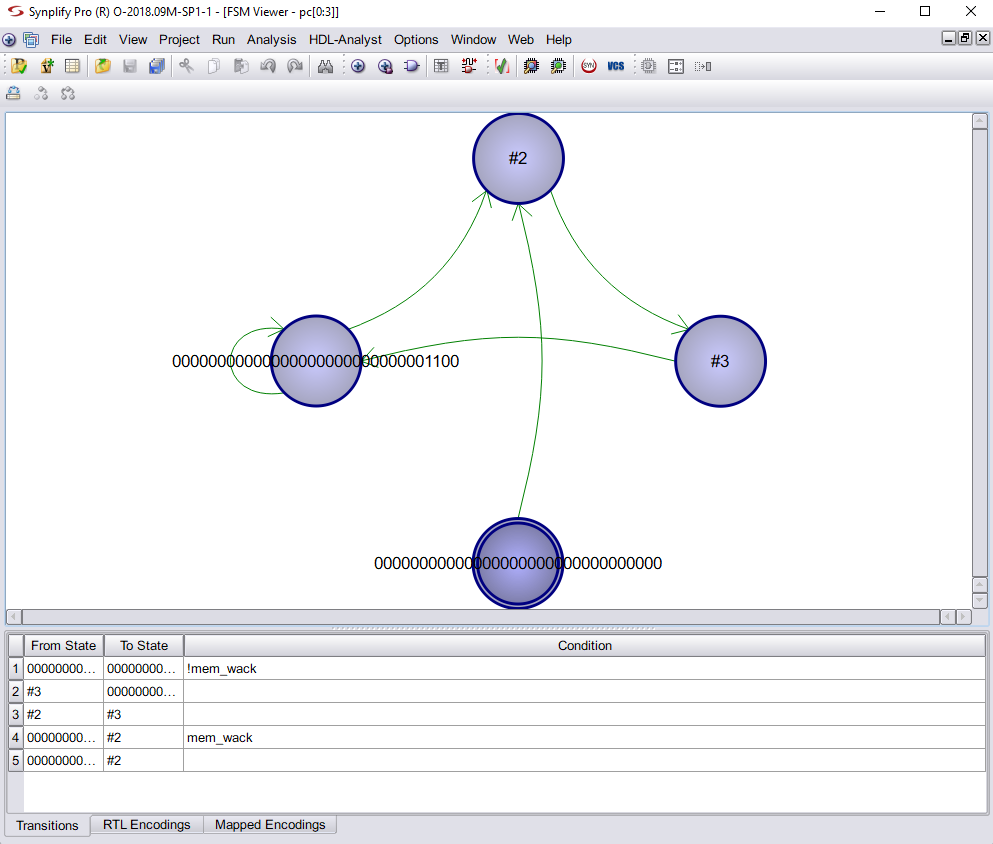 Synplify Pro (R) O-2018.09M-SP1-1 - [FSM Viewer - pc[0:3]]
File Edit View Project Run Analysis HDL-Analyst Options Window Web Help
SYN VCS
#2
00000000000000000000000000001100
#3
00000000000000000000000000000000
From State To State Condition
1 00000000... 00000000... !mem_wack
2 #3 00000000...
3 #2 #3
4 00000000... #2 mem_wack
5 00000000... #2
Transitions RTL Encodings Mapped Encodings